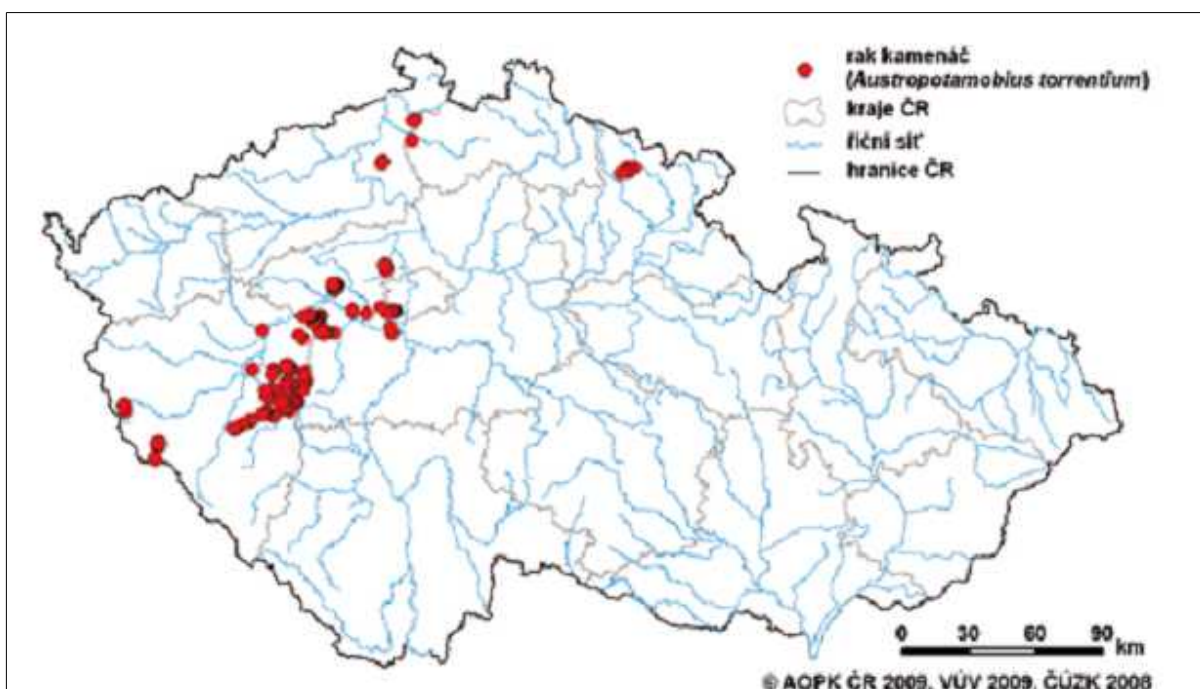 rak kamenáč
(Austropotamobius torrentium)
kraje ČR
říční síť
hranice ČR
0 30 60 90
km
© AOPK ČR 2009, VÚV 2009, ČÚZK 2008